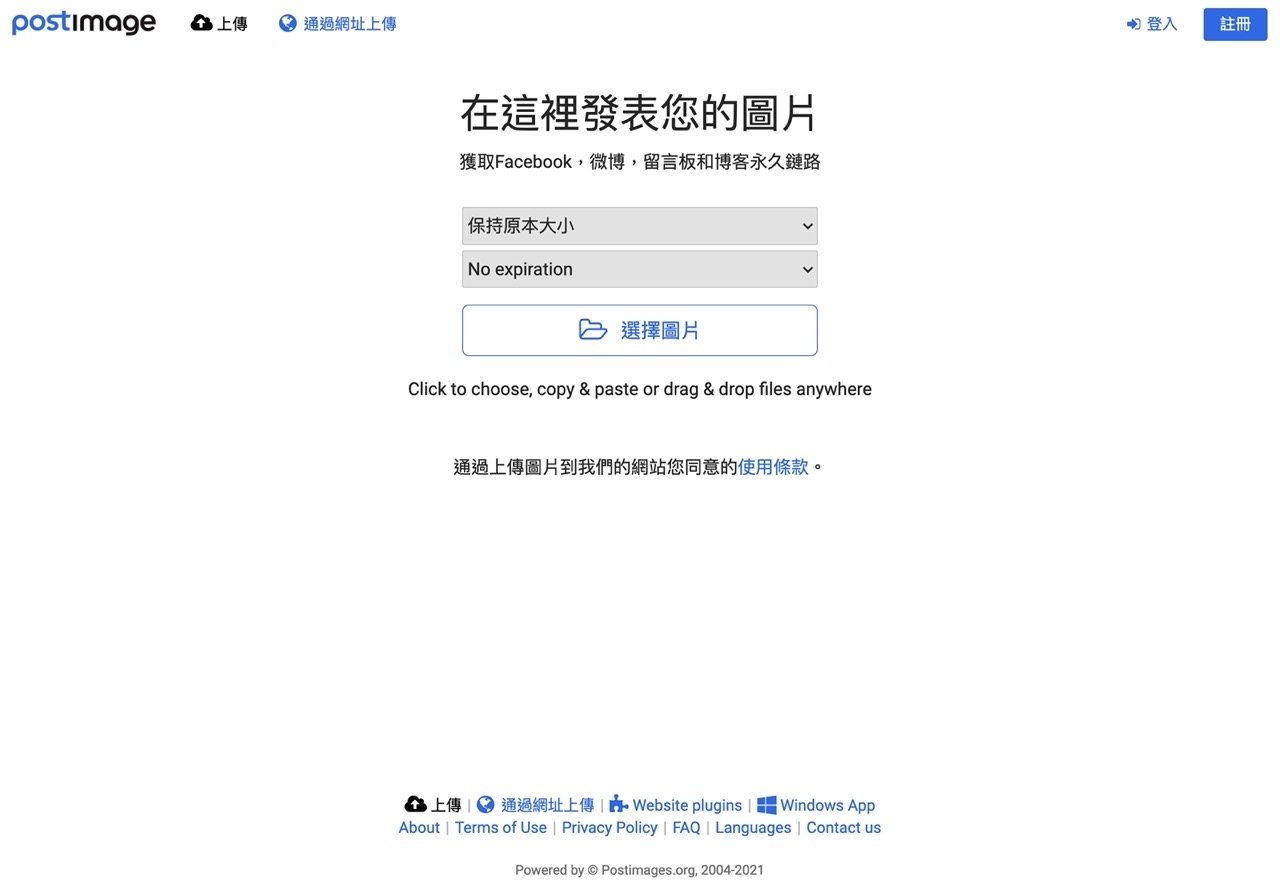 postimage 上傳 通過網址上傳 登入 註冊
在這裡發表您的圖片
獲取Facebook，微博，留言板和博客永久鏈路
保持原本大小
No expiration
選擇圖片
Click to choose, copy & paste or drag & drop files anywhere
通過上傳圖片到我們的網站您同意的使用條款。
上傳 | 通過網址上傳 | Website plugins | Windows App
About | Terms of Use | Privacy Policy | FAQ | Languages | Contact us
Powered by © Postimages.org, 2004-2021